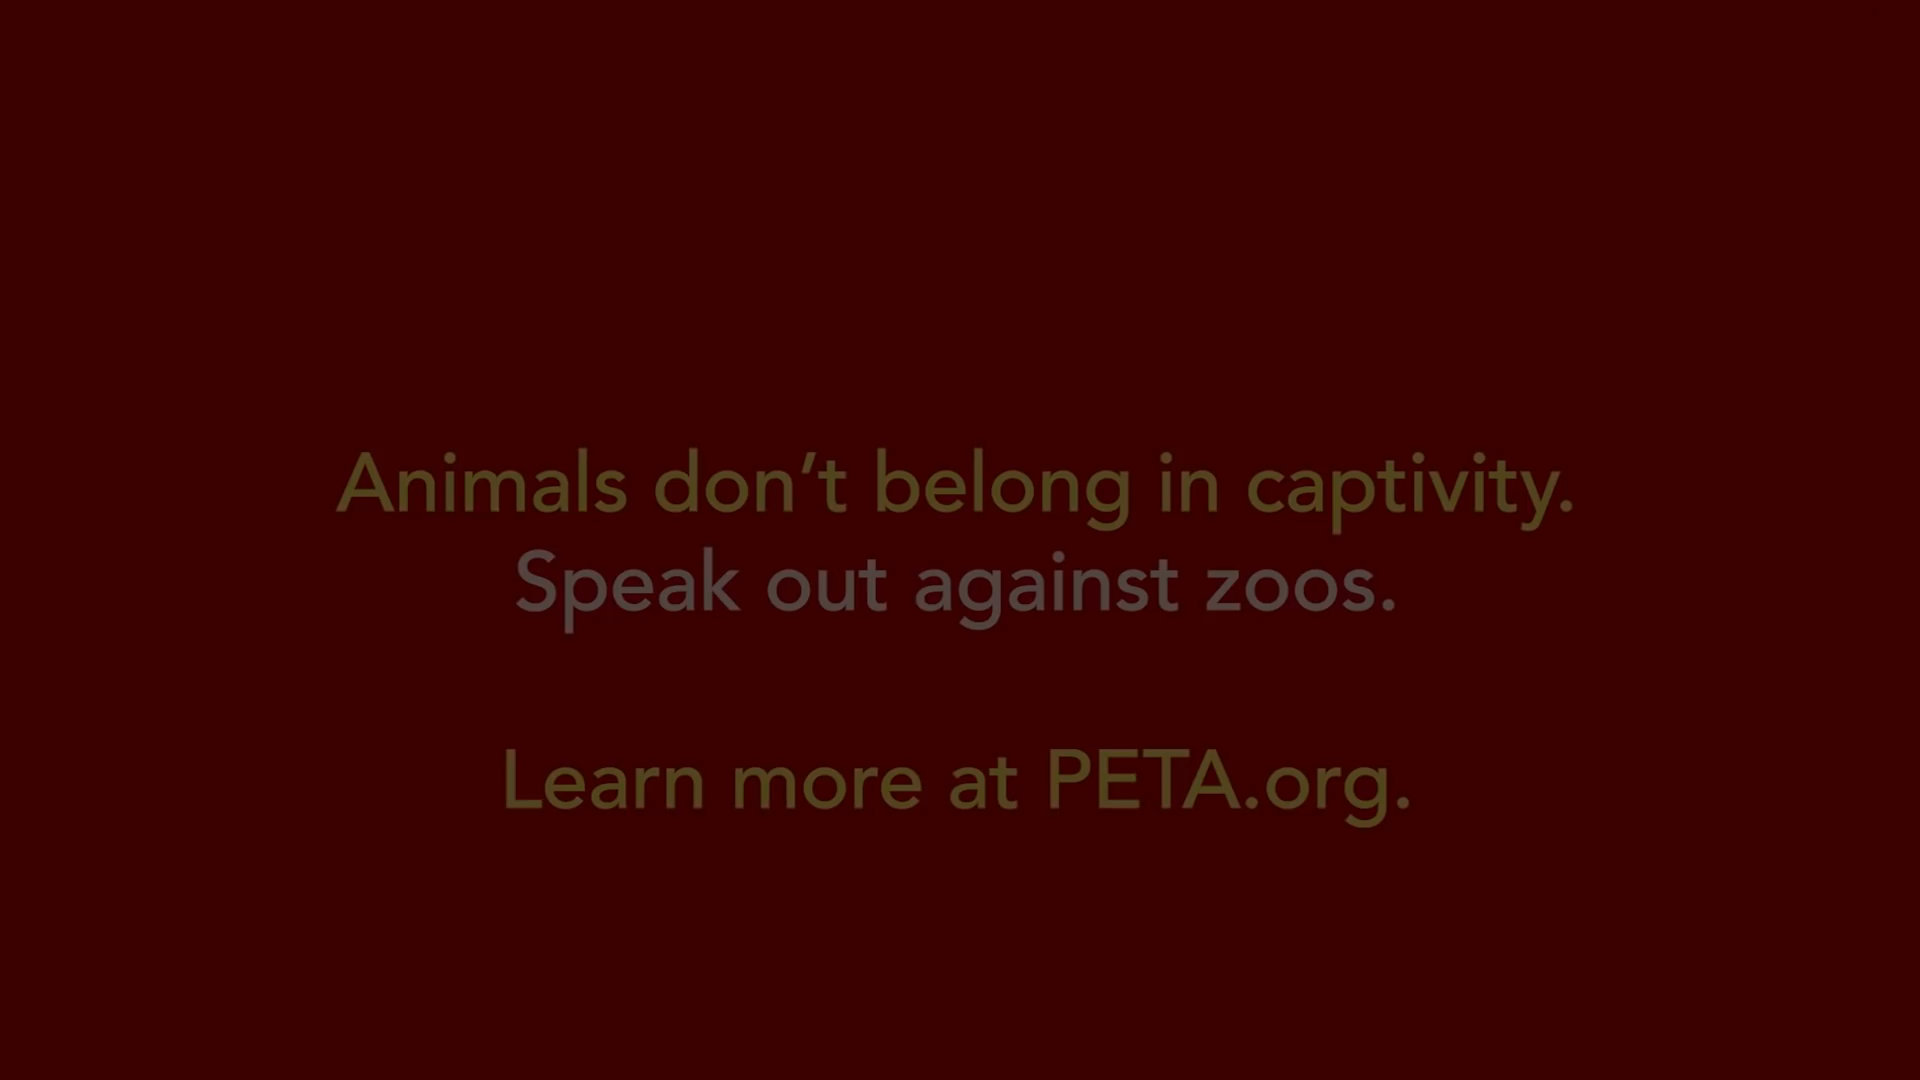 Animals don’t belong in captivity.
Speak out against zoos.
Learn more at PETA.org.